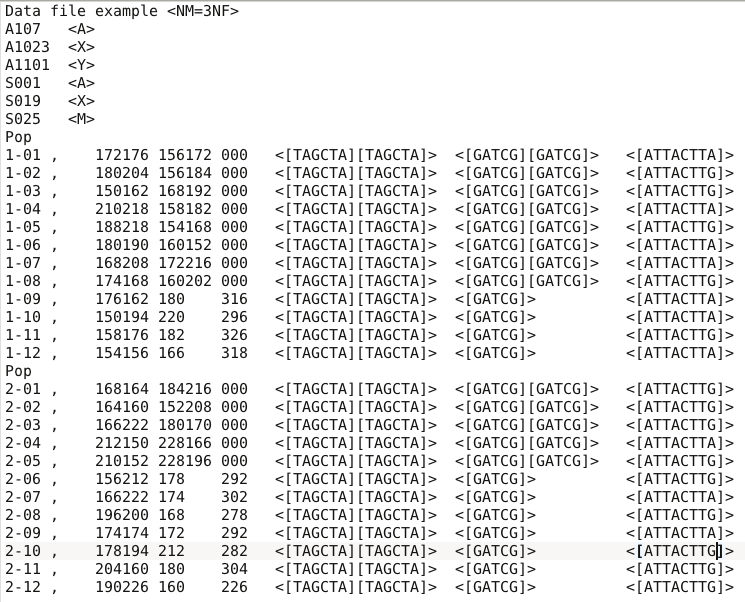 Data file example <NM=3NF>
A107   <A>
A1023  <X>
A1101  <Y>
S001   <A>
S019   <X>
S025   <M>
Pop
1-01 ,    172176 156172 000   <[TAGCTA][TAGCTA]>  <[GATCG][GATCG]>   <[ATTACTTA]>
1-02 ,    180204 156184 000   <[TAGCTA][TAGCTA]>  <[GATCG][GATCG]>   <[ATTACTTG]>
1-03 ,    150162 168192 000   <[TAGCTA][TAGCTA]>  <[GATCG][GATCG]>   <[ATTACTTG]>
1-04 ,    210218 158182 000   <[TAGCTA][TAGCTA]>  <[GATCG][GATCG]>   <[ATTACTTA]>
1-05 ,    188218 154168 000   <[TAGCTA][TAGCTA]>  <[GATCG][GATCG]>   <[ATTACTTG]>
1-06 ,    180190 160152 000   <[TAGCTA][TAGCTA]>  <[GATCG][GATCG]>   <[ATTACTTA]>
1-07 ,    168208 172216 000   <[TAGCTA][TAGCTA]>  <[GATCG][GATCG]>   <[ATTACTTA]>
1-08 ,    174168 160202 000   <[TAGCTA][TAGCTA]>  <[GATCG][GATCG]>   <[ATTACTTG]>
1-09 ,    176162 180    316   <[TAGCTA][TAGCTA]>  <[GATCG]>          <[ATTACTTA]>
1-10 ,    150194 220    296   <[TAGCTA][TAGCTA]>  <[GATCG]>          <[ATTACTTA]>
1-11 ,    158176 182    326   <[TAGCTA][TAGCTA]>  <[GATCG]>          <[ATTACTTG]>
1-12 ,    154156 166    318   <[TAGCTA][TAGCTA]>  <[GATCG]>          <[ATTACTTA]>
Pop
2-01 ,    168164 184216 000   <[TAGCTA][TAGCTA]>  <[GATCG][GATCG]>   <[ATTACTTG]>
2-02 ,    164160 152208 000   <[TAGCTA][TAGCTA]>  <[GATCG][GATCG]>   <[ATTACTTG]>
2-03 ,    166222 180170 000   <[TAGCTA][TAGCTA]>  <[GATCG][GATCG]>   <[ATTACTTG]>
2-04 ,    212150 228166 000   <[TAGCTA][TAGCTA]>  <[GATCG][GATCG]>   <[ATTACTTA]>
2-05 ,    210152 228196 000   <[TAGCTA][TAGCTA]>  <[GATCG][GATCG]>   <[ATTACTTG]>
2-06 ,    156212 178    292   <[TAGCTA][TAGCTA]>  <[GATCG]>          <[ATTACTTG]>
2-07 ,    166222 174    302   <[TAGCTA][TAGCTA]>  <[GATCG]>          <[ATTACTTA]>
2-08 ,    196200 168    278   <[TAGCTA][TAGCTA]>  <[GATCG]>          <[ATTACTTG]>
2-09 ,    174174 172    292   <[TAGCTA][TAGCTA]>  <[GATCG]>          <[ATTACTTA]>
2-10 ,    178194 212    282   <[TAGCTA][TAGCTA]>  <[GATCG]>          <[ATTACTTG]>
2-11 ,    204160 180    304   <[TAGCTA][TAGCTA]>  <[GATCG]>          <[ATTACTTG]>
2-12 ,    190226 160    226   <[TAGCTA][TAGCTA]>  <[GATCG]>          <[ATTACTTG]>